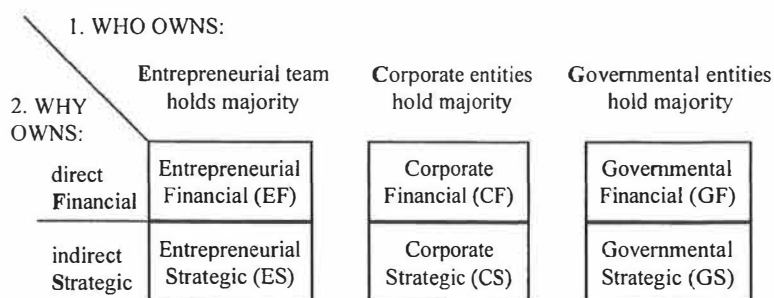 1. WHO OWNS:
Entrepreneurial team
holds majority
Corporate entities
hold majority
Governmental entities
hold majority
2. WHY
OWNS:
direct
Financial
Entrepreneurial
Financial (EF)
Corporate
Financial (CF)
Governmental
Financial (GF)
indirect
Strategic
Entrepreneurial
Strategic (ES)
Corporate
Strategic (CS)
Governmental
Strategic (GS)